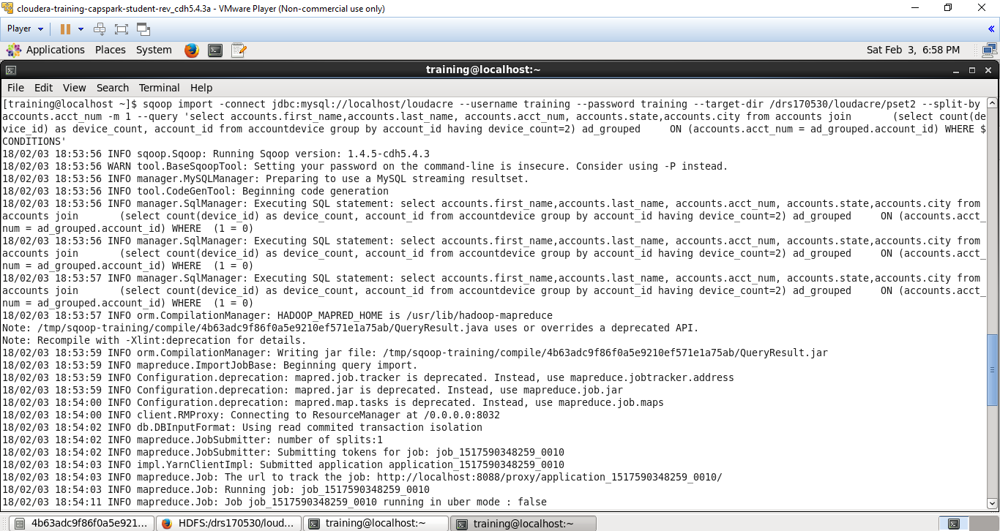 cloudera-training-capspark-student-rev_cdh5.4.3a - VMware Player (Non-commercial use only)
Player
Applications Places System Sat Feb 3, 6:58 PM
training@localhost:~
File Edit View Search Terminal Help
[training@localhost ~]$ sqoop import -connect jdbc:mysql://localhost/loudacre --username training --password training --target-dir /drs170530/loudacre/pset2 --split-by
accounts.acct_num -m 1 --query 'select accounts.first_name,accounts.last_name, accounts.acct_num, accounts.state,accounts.city from accounts join       (select count(de
vice_id) as device_count, account_id from accountdevice group by account_id having device_count=2) ad_grouped     ON (accounts.acct_num = ad_grouped.account_id) WHERE $
CONDITIONS'
18/02/03 18:53:56 INFO sqoop.Sqoop: Running Sqoop version: 1.4.5-cdh5.4.3
18/02/03 18:53:56 WARN tool.BaseSqoopTool: Setting your password on the command-line is insecure. Consider using -P instead.
18/02/03 18:53:56 INFO manager.MySQLManager: Preparing to use a MySQL streaming resultset.
18/02/03 18:53:56 INFO tool.CodeGenTool: Beginning code generation
18/02/03 18:53:56 INFO manager.SqlManager: Executing SQL statement: select accounts.first_name,accounts.last_name, accounts.acct_num, accounts.state,accounts.city from
accounts join       (select count(device_id) as device_count, account_id from accountdevice group by account_id having device_count=2) ad_grouped     ON (accounts.acct_
num = ad_grouped.account_id) WHERE  (1 = 0)
18/02/03 18:53:56 INFO manager.SqlManager: Executing SQL statement: select accounts.first_name,accounts.last_name, accounts.acct_num, accounts.state,accounts.city from
accounts join       (select count(device_id) as device_count, account_id from accountdevice group by account_id having device_count=2) ad_grouped     ON (accounts.acct_
num = ad_grouped.account_id) WHERE  (1 = 0)
18/02/03 18:53:57 INFO manager.SqlManager: Executing SQL statement: select accounts.first_name,accounts.last_name, accounts.acct_num, accounts.state,accounts.city from
accounts join       (select count(device_id) as device_count, account_id from accountdevice group by account_id having device_count=2) ad_grouped     ON (accounts.acct_
num = ad_grouped.account_id) WHERE  (1 = 0)
18/02/03 18:53:57 INFO orm.CompilationManager: HADOOP_MAPRED_HOME is /usr/lib/hadoop-mapreduce
Note: /tmp/sqoop-training/compile/4b63adc9f86f0a5e9210ef571e1a75ab/QueryResult.java uses or overrides a deprecated API.
Note: Recompile with -Xlint:deprecation for details.
18/02/03 18:53:59 INFO orm.CompilationManager: Writing jar file: /tmp/sqoop-training/compile/4b63adc9f86f0a5e9210ef571e1a75ab/QueryResult.jar
18/02/03 18:53:59 INFO mapreduce.ImportJobBase: Beginning query import.
18/02/03 18:53:59 INFO Configuration.deprecation: mapred.job.tracker is deprecated. Instead, use mapreduce.jobtracker.address
18/02/03 18:53:59 INFO Configuration.deprecation: mapred.jar is deprecated. Instead, use mapreduce.job.jar
18/02/03 18:54:00 INFO Configuration.deprecation: mapred.map.tasks is deprecated. Instead, use mapreduce.job.maps
18/02/03 18:54:00 INFO client.RMProxy: Connecting to ResourceManager at /0.0.0.0:8032
18/02/03 18:54:02 INFO db.DBInputFormat: Using read commited transaction isolation
18/02/03 18:54:02 INFO mapreduce.JobSubmitter: number of splits:1
18/02/03 18:54:02 INFO mapreduce.JobSubmitter: Submitting tokens for job: job_1517590348259_0010
18/02/03 18:54:03 INFO impl.YarnClientImpl: Submitted application application_1517590348259_0010
18/02/03 18:54:03 INFO mapreduce.Job: The url to track the job: http://localhost:8088/proxy/application_1517590348259_0010/
18/02/03 18:54:03 INFO mapreduce.Job: Running job: job_1517590348259_0010
18/02/03 18:54:11 INFO mapreduce.Job: Job job_1517590348259_0010 running in uber mode : false
4b63adc9f86f0a5e921... HDFS:/drs170530/loud... training@localhost:~ training@localhost:~